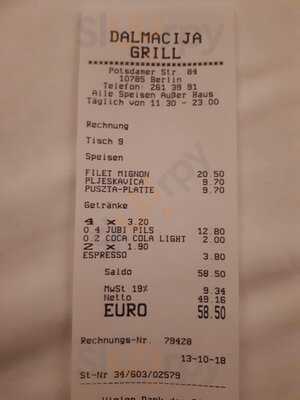 DALMACIJA
GRILL
Potsdamer Str. 84
10785 Berlin
Telefon: 261 39 91
Alle Speisen Außer Haus
Täglich von 11.30 - 23.00
Rechnung
Tisch 9
Speisen
FILET MIGNON 20.50
PLJESKAVICA 9.70
PUSZTA-PLATTE 9.70
Getränke
4 x 3.20
0 4 JUBI PILS 12.80
0 2 COCA COLA LIGHT 2.00
2 x 1.90
ESPRESSO 3.80
Saldo 58.50
MwSt 19% 9.34
Netto 49.16
EURO 58.50
Rechnungs-Nr. 79428
13-10-18
St-Nr 34/603/02579
Vielen Dank